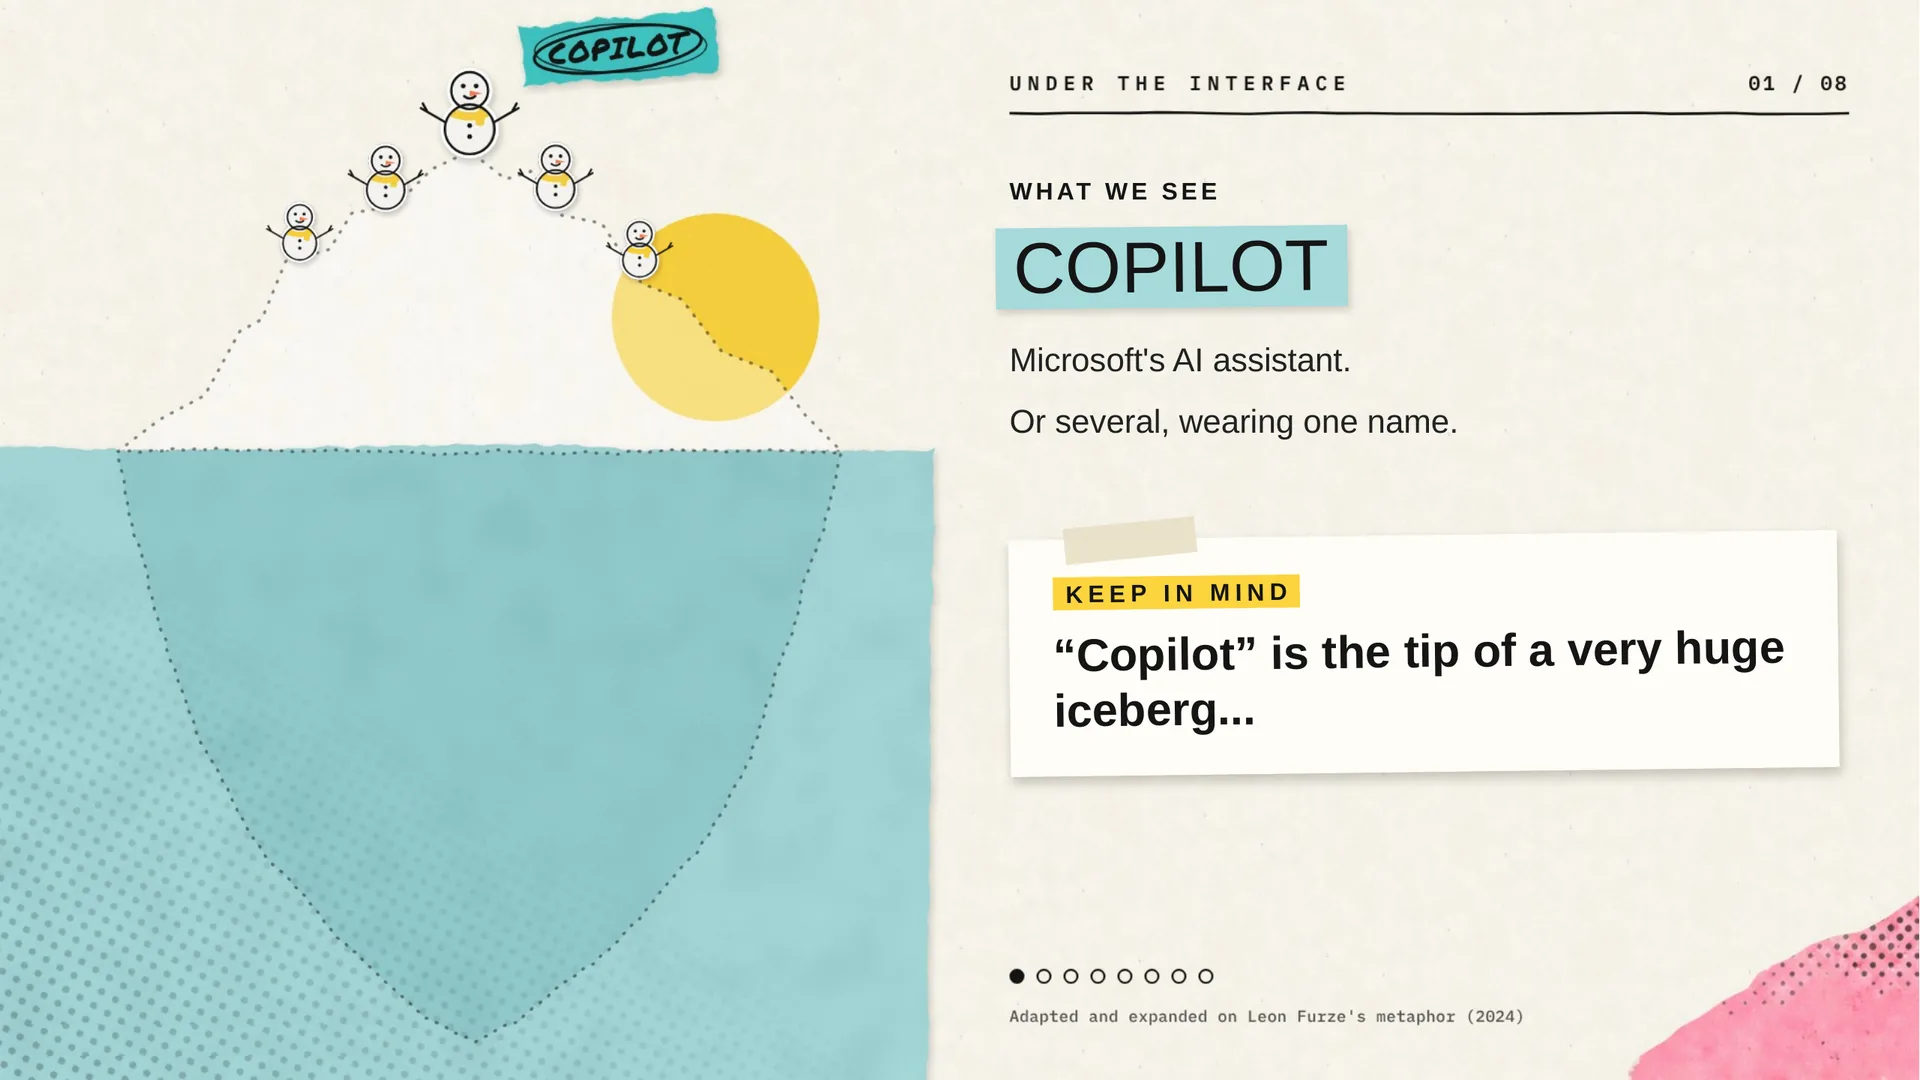 COPILOT
UNDER THE INTERFACE
01 / 08
WHAT WE SEE
COPILOT
Microsoft's AI assistant.
Or several, wearing one name.
KEEP IN MIND
“Copilot” is the tip of a very huge
iceberg...
Adapted and expanded on Leon Furze's metaphor (2024)